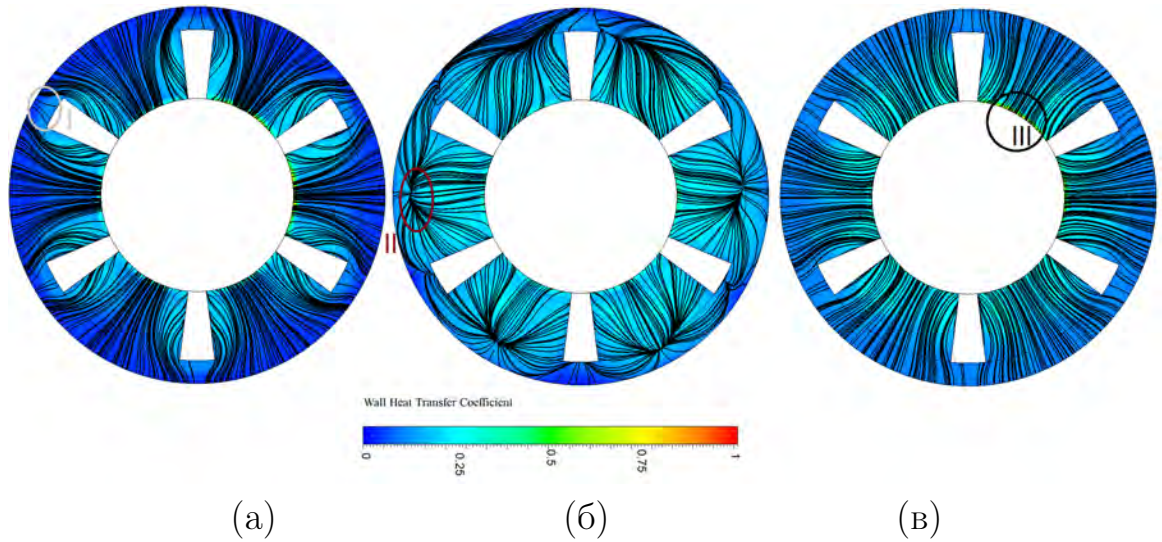 I
II
III
Wall Heat Transfer Coefficient
0 0.25 0.5 0.75 1
(а) (б) (в)